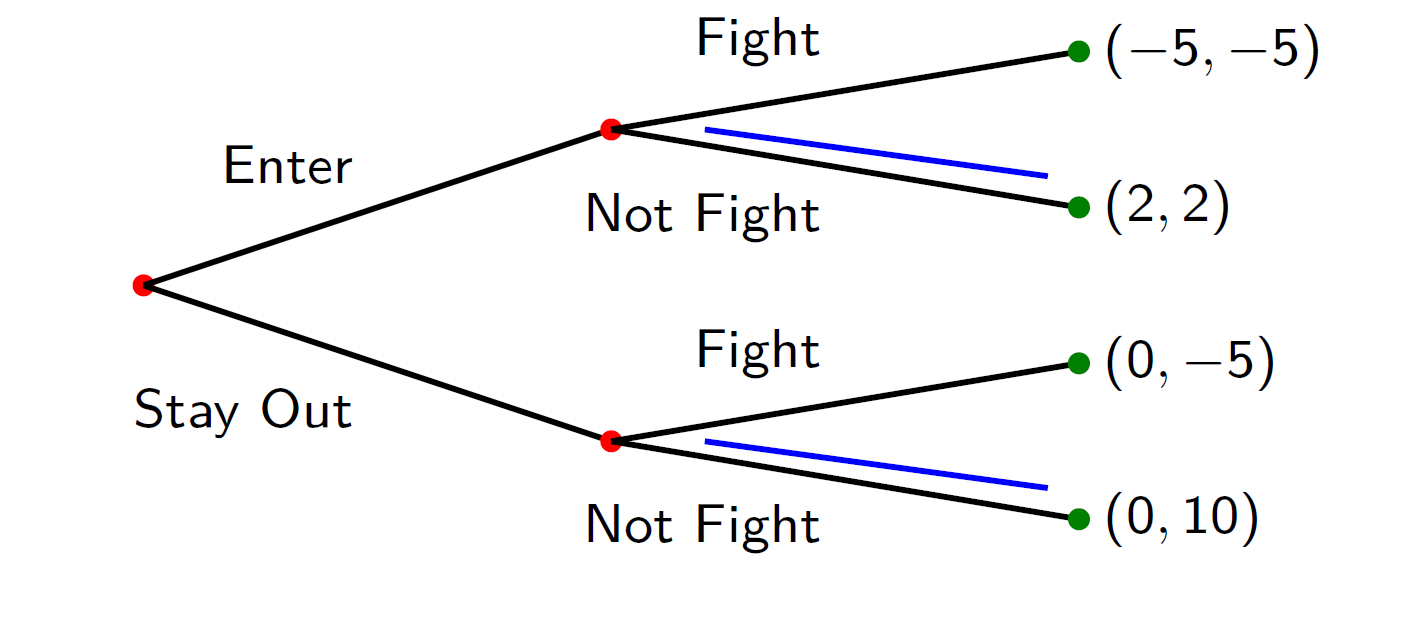 Fight
(−5, −5)
Enter
Not Fight
(2, 2)
Fight
(0, −5)
Stay Out
Not Fight
(0, 10)